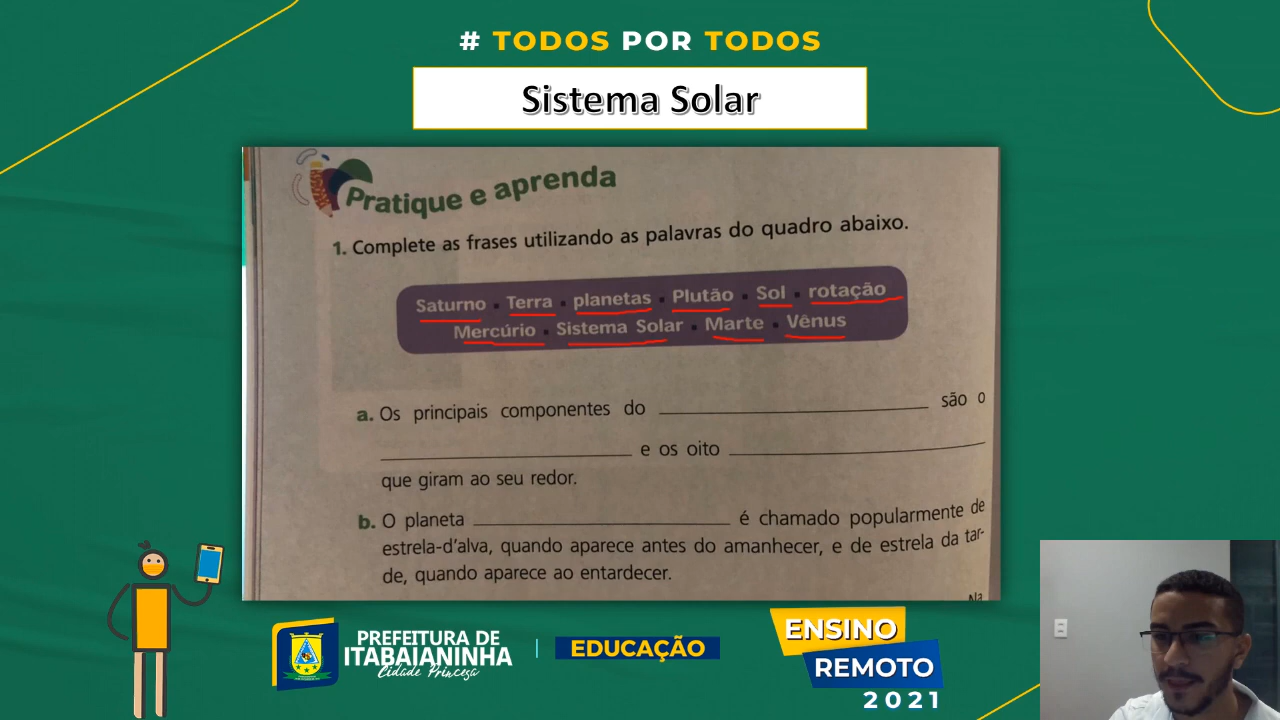 # TODOS POR TODOS
Sistema Solar
Pratique e aprenda
1. Complete as frases utilizando as palavras do quadro abaixo.
Saturno ▪ Terra ▪ planetas ▪ Plutão ▪ Sol ▪ rotação
Mercúrio ▪ Sistema Solar ▪ Marte ▪ Vênus
a. Os principais componentes do ____________ são o
____________ e os oito ____________
que giram ao seu redor.
b. O planeta ____________ é chamado popularmente de
estrela-d'alva, quando aparece antes do amanhecer, e de estrela da tar-
de, quando aparece ao entardecer.
Na
PREFEITURA DE
ITABAIANINHA
Cidade Princesa
EDUCAÇÃO
ENSINO
REMOTO
2021